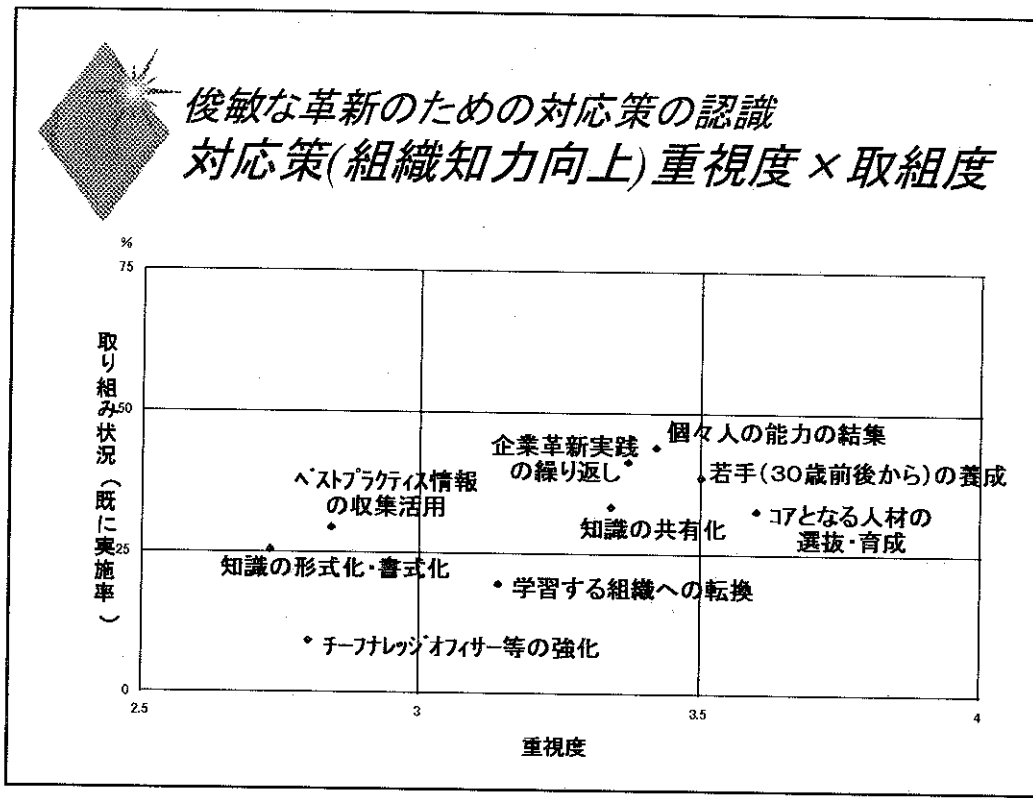 俊敏な革新のための対応策の認識
対応策(組織知力向上)重視度×取組度
%
75
50
25
0
取り組み状況(既に実施率)
個々人の能力の結集
企業革新実践
の繰り返し
若手(30歳前後から)の養成
ベストプラクティス情報
の収集活用
知識の共有化
コアとなる人材の
選抜・育成
知識の形式化・書式化
学習する組織への転換
チーフナレッジオフィサー等の強化
2.5
3
3.5
4
重視度